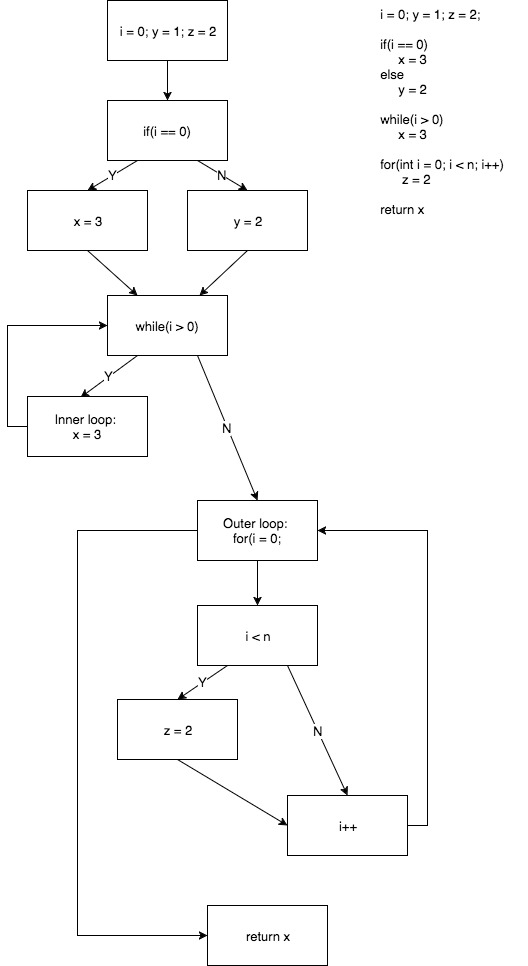 i = 0; y = 1; z = 2
if(i == 0)
Y
N
x = 3
y = 2
while(i > 0)
Y
Inner loop:
x = 3
N
Outer loop:
for(i = 0;
i < n
Y
z = 2
N
i++
return x
i = 0; y = 1; z = 2;
if(i == 0)
x = 3
else
y = 2
while(i > 0)
x = 3
for(int i = 0; i < n; i++)
z = 2
return x